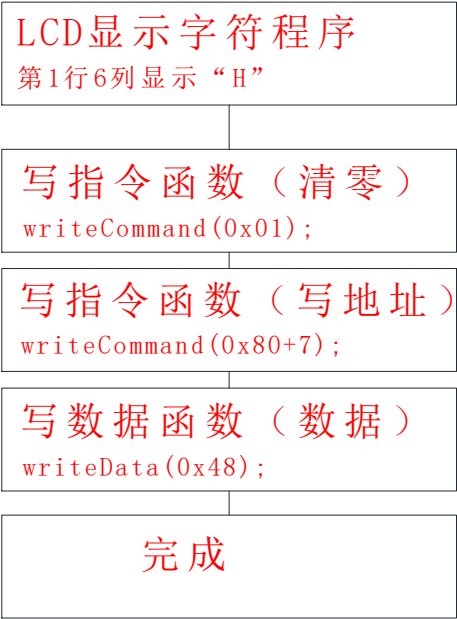 LCD显示字符程序
第1行6列显示“H”
写指令函数（清零）
writeCommand(0x01);
写指令函数（写地址）
writeCommand(0x80+7);
写数据函数（数据）
writeData(0x48);
完成